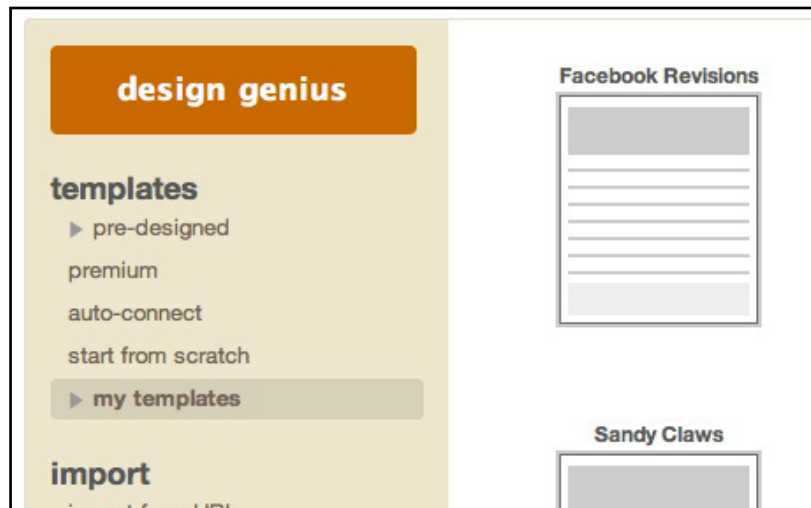 design genius
templates
pre-designed
premium
auto-connect
start from scratch
my templates
import
Facebook Revisions
Sandy Claws